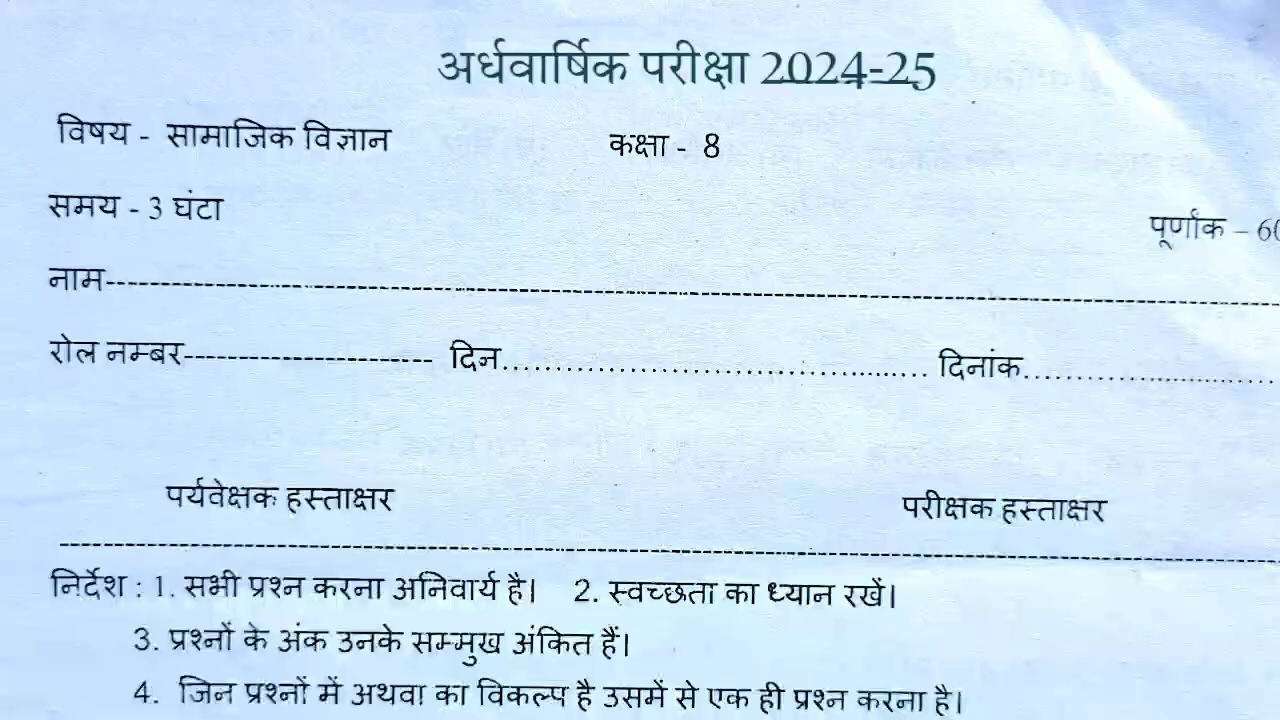 अर्धवार्षिक परीक्षा 2024-25
विषय - सामाजिक विज्ञान कक्षा - 8
समय - 3 घंटा
पूर्णांक – 60
नाम--------------------------------------------------------------------------------
रोल नम्बर----------------------- दिन............................................. दिनांक................................
पर्यवेक्षक हस्ताक्षर परीक्षक हस्ताक्षर
निर्देश : 1. सभी प्रश्न करना अनिवार्य है। 2. स्वच्छता का ध्यान रखें।
3. प्रश्नों के अंक उनके सम्मुख अंकित हैं।
4. जिन प्रश्नों में अथवा का विकल्प है उसमें से एक ही प्रश्न करना है।